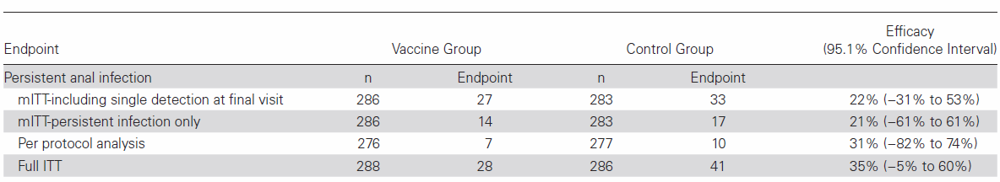 Efficacy
Endpoint Vaccine Group Control Group (95.1% Confidence Interval)
Persistent anal infection n Endpoint n Endpoint
mITT-including single detection at final visit 286 27 283 33 22% (−31% to 53%)
mITT-persistent infection only 286 14 283 17 21% (−61% to 61%)
Per protocol analysis 276 7 277 10 31% (−82% to 74%)
Full ITT 288 28 286 41 35% (−5% to 60%)